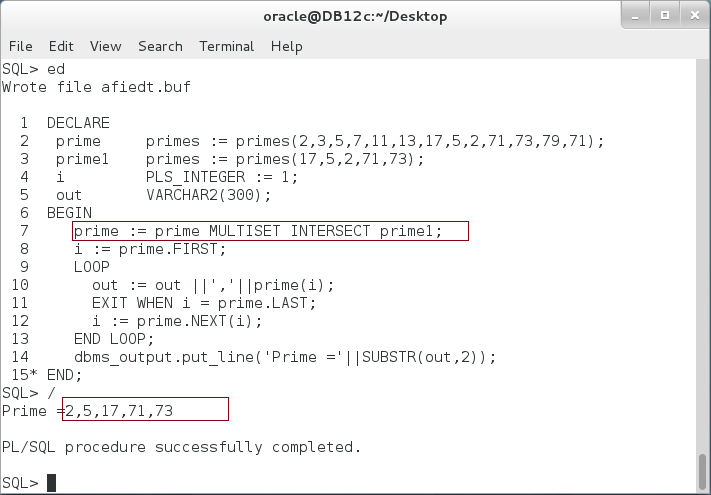 oracle@DB12c:~/Desktop
File Edit View Search Terminal Help
SQL> ed
Wrote file afiedt.buf
1 DECLARE
2 prime primes := primes(2,3,5,7,11,13,17,5,2,71,73,79,71);
3 prime1 primes := primes(17,5,2,71,73);
4 i PLS_INTEGER := 1;
5 out VARCHAR2(300);
6 BEGIN
7 prime := prime MULTISET INTERSECT prime1;
8 i := prime.FIRST;
9 LOOP
10 out := out ||','||prime(i);
11 EXIT WHEN i = prime.LAST;
12 i := prime.NEXT(i);
13 END LOOP;
14 dbms_output.put_line('Prime ='||SUBSTR(out,2));
15* END;
SQL> /
Prime =2,5,17,71,73
PL/SQL procedure successfully completed.
SQL>